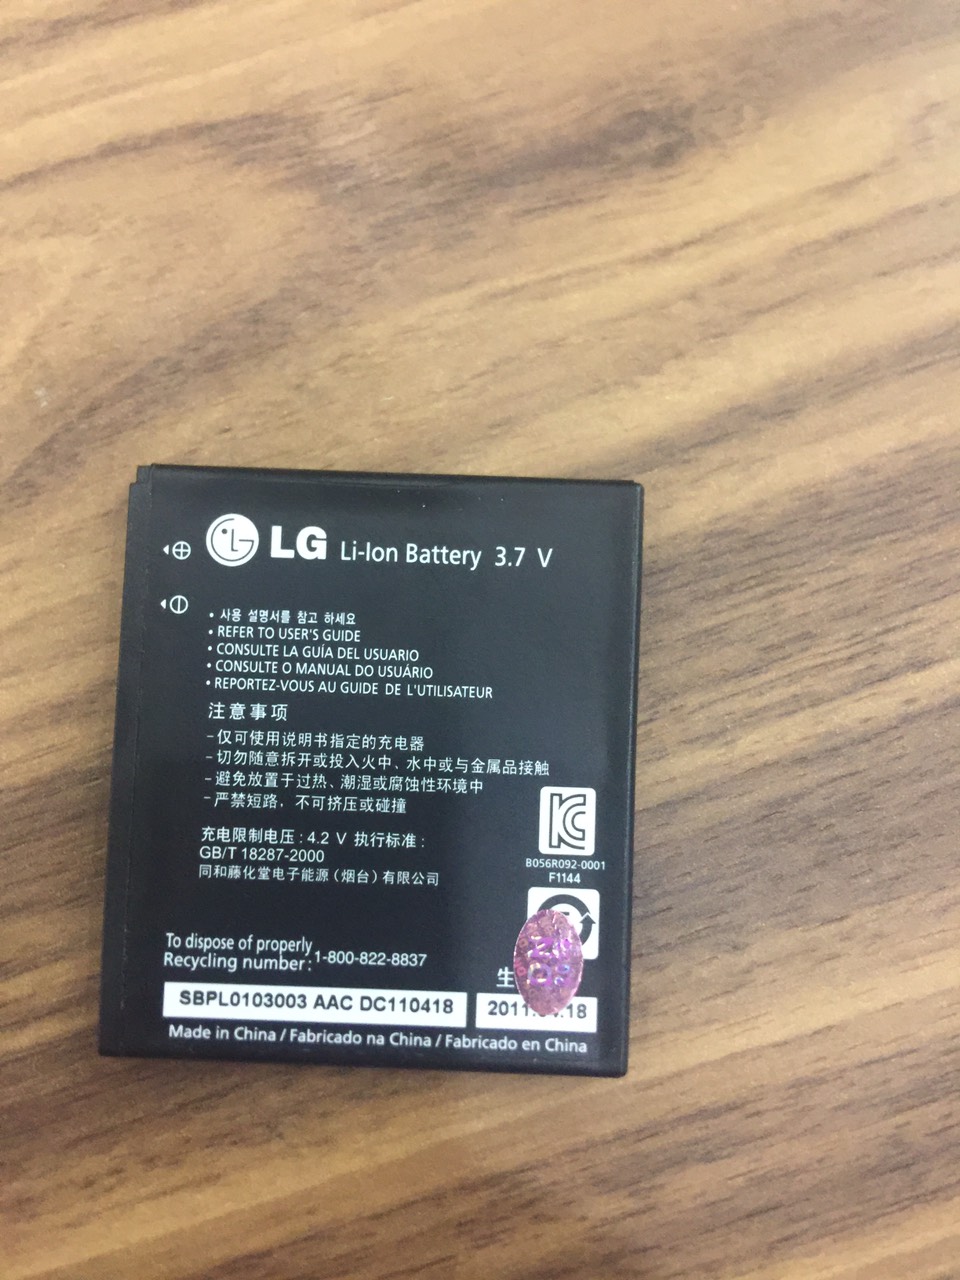 LG Li-Ion Battery 3.7 V
• 사용 설명서를 참고 하세요
• REFER TO USER'S GUIDE
• CONSULTE LA GUÍA DEL USUARIO
• CONSULTE O MANUAL DO USUÁRIO
• REPORTEZ-VOUS AU GUIDE DE L'UTILISATEUR
注意事项
-仅可使用说明书指定的充电器
-切勿随意拆开或投入火中、水中或与金属品接触
-避免放置于过热、潮湿或腐蚀性环境中
-严禁短路，不可挤压或碰撞
充电限制电压：4.2 V 执行标准：
GB/T 18287-2000
同和藤化堂电子能源（烟台）有限公司
B056R092-0001
F1144
To dispose of properly
Recycling number : 1-800-822-8837
生
SBPL0103003 AAC DC110418
2011. .18
Made in China / Fabricado na China / Fabricado en China